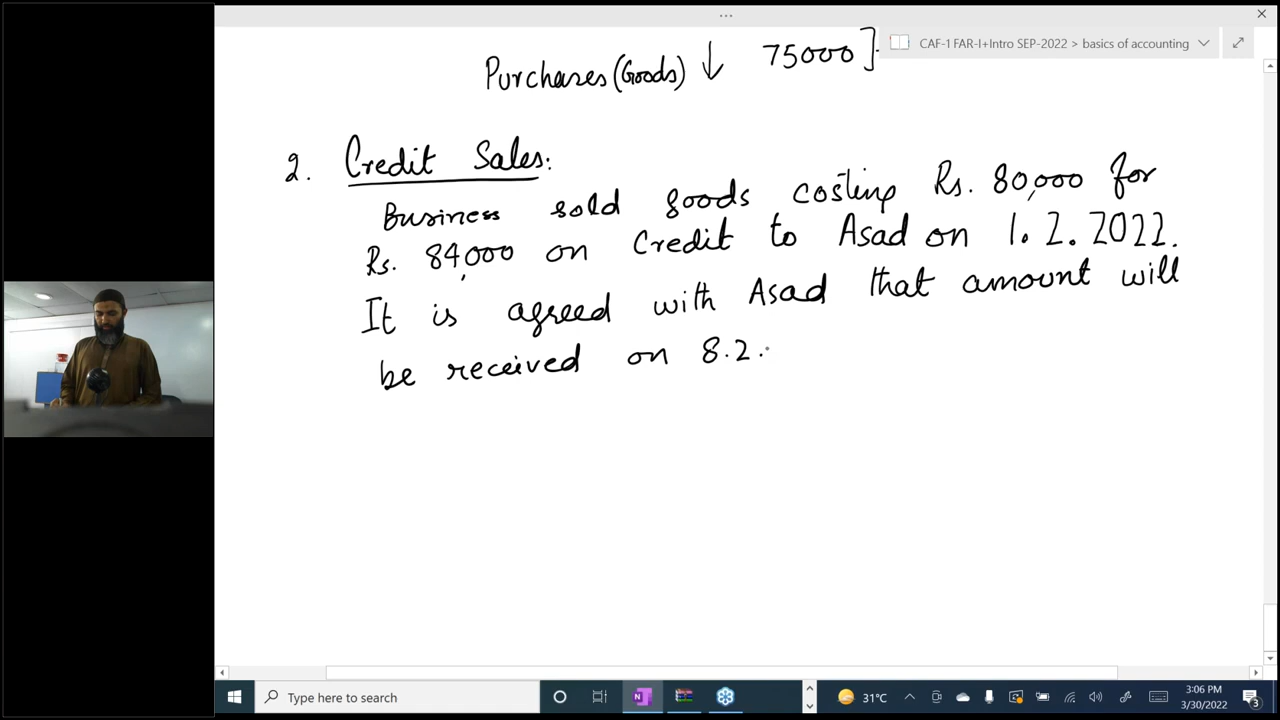 CAF-1 FAR-I+Intro SEP-2022 > basics of accounting
Purchases (Goods) ↓ 75000]
2. Credit Sales:
Business sold goods costing Rs. 80,000 for
Rs. 84,000 on Credit to Asad on 1.2.2022.
It is agreed with Asad that amount will
be received on 8.2.
Type here to search
31°C
3:06 PM
3/30/2022
3